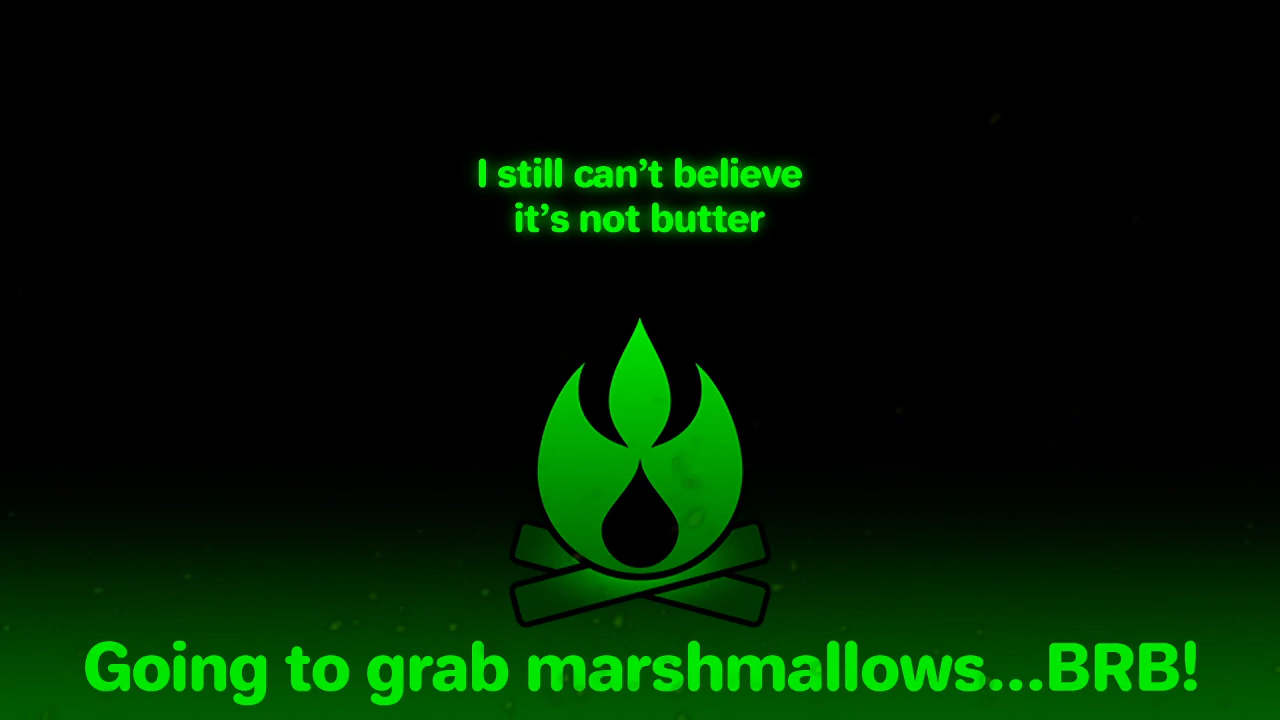 I still can’t believe
it’s not butter
Going to grab marshmallows...BRB!